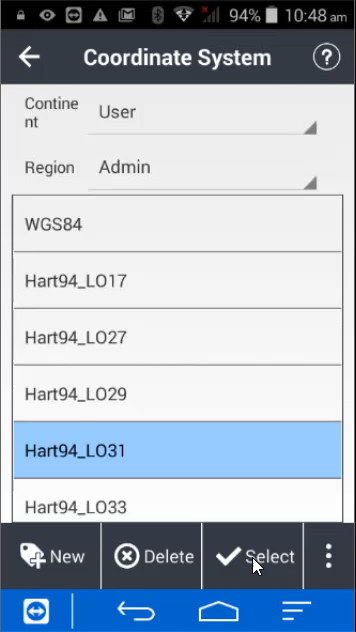 94% 10:48 am
Coordinate System ?
Contine
nt
User
Region Admin
WGS84
Hart94_LO17
Hart94_LO27
Hart94_LO29
Hart94_LO31
Hart94_LO33
New Delete Select